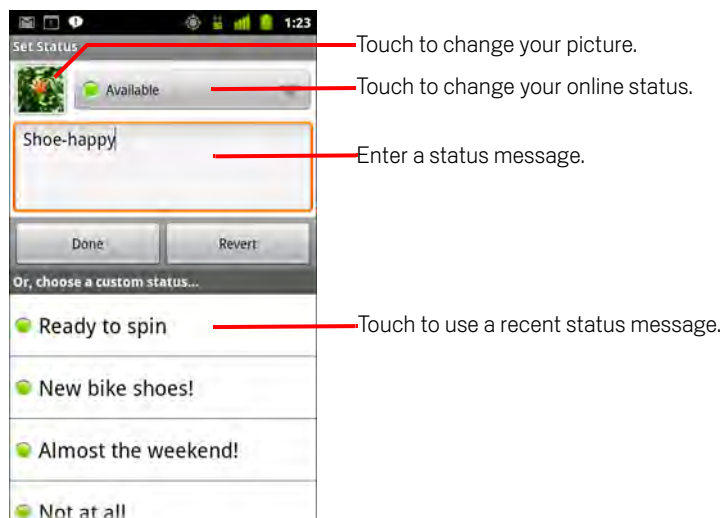 1:23
Set Status
Touch to change your picture.
Available
Touch to change your online status.
Shoe-happy
Enter a status message.
Done
Revert
Or, choose a custom status...
Ready to spin
Touch to use a recent status message.
New bike shoes!
Almost the weekend!
Not at all